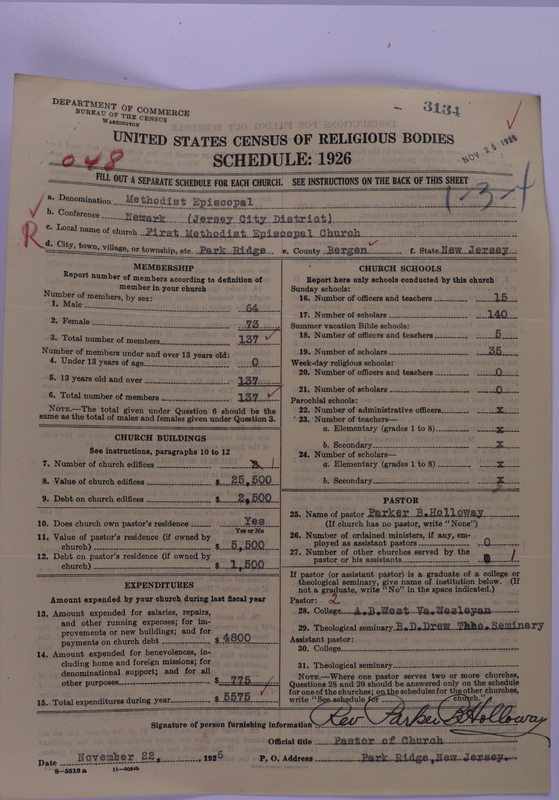 3134
DEPARTMENT OF COMMERCE
BUREAU OF THE CENSUS
WASHINGTON
NOV 26 1926
UNITED STATES CENSUS OF RELIGIOUS BODIES
SCHEDULE: 1926
048
FILL OUT A SEPARATE SCHEDULE FOR EACH CHURCH. SEE INSTRUCTIONS ON THE BACK OF THIS SHEET
1-3-4
a. Denomination Methodist Episcopal
b. Conference Newark (Jersey City District)
R
c. Local name of church First Methodist Episcopal Church
d. City, town, village, or township, etc. Park Ridge e. County Bergen f. State New Jersey
MEMBERSHIP
Report number of members according to definition of
member in your church
Number of members, by sex:
1. Male 64
2. Female 73
3. Total number of members 137
Number of members under and over 13 years old:
4. Under 13 years of age 0
5. 13 years old and over 137
6. Total number of members 137
NOTE.—The total given under Question 6 should be the
same as the total of males and females given under Question 3.
CHURCH BUILDINGS
See instructions, paragraphs 10 to 12
7. Number of church edifices 1
8. Value of church edifices $ 25,500
9. Debt on church edifices $ 2,500
10. Does church own pastor's residence Yes
Yes or No
11. Value of pastor's residence (if owned by
church) $ 5,500
12. Debt on pastor's residence (if owned by
church) $ 1,500
EXPENDITURES
Amount expended by your church during last fiscal year
13. Amount expended for salaries, repairs,
and other running expenses; for im-
provements or new buildings; and for
payments on church debt $ 4800
14. Amount expended for benevolences, in-
cluding home and foreign missions; for
denominational support; and for all
other purposes $ 775
15. Total expenditures during year $ 5575
CHURCH SCHOOLS
Report here only schools conducted by this church
Sunday schools:
16. Number of officers and teachers 15
17. Number of scholars 140
Summer vacation Bible schools:
18. Number of officers and teachers 5
19. Number of scholars 35
Week-day religious schools:
20. Number of officers and teachers 0
21. Number of scholars 0
Parochial schools:
22. Number of administrative officers x
23. Number of teachers—
a. Elementary (grades 1 to 8) x
b. Secondary x
24. Number of scholars—
a. Elementary (grades 1 to 8) x
b. Secondary x
PASTOR
25. Name of pastor Parker B. Holloway
(If church has no pastor, write "None")
26. Number of ordained ministers, if any, em-
ployed as assistant pastors 0
27. Number of other churches served by the
pastor or his assistants 1
If pastor (or assistant pastor) is a graduate of a college or
theological seminary, give name of institution below. (If
not a graduate, write "No" in the space indicated.)
Pastor: 2
28. College A.B. West Va. Wesleyan
29. Theological seminary B.D. Drew Theo. Seminary
Assistant pastor:
30. College
31. Theological seminary
NOTE.—Where one pastor serves two or more churches,
Questions 28 and 29 should be answered only on the schedule
for one of the churches; on the schedules for the other churches,
write "See schedule for church."
Signature of person furnishing information Rev Parker B Holloway
Official title Pastor of Church
Date November 22, 1926 P. O. Address Park Ridge, New Jersey.
8-5518 a